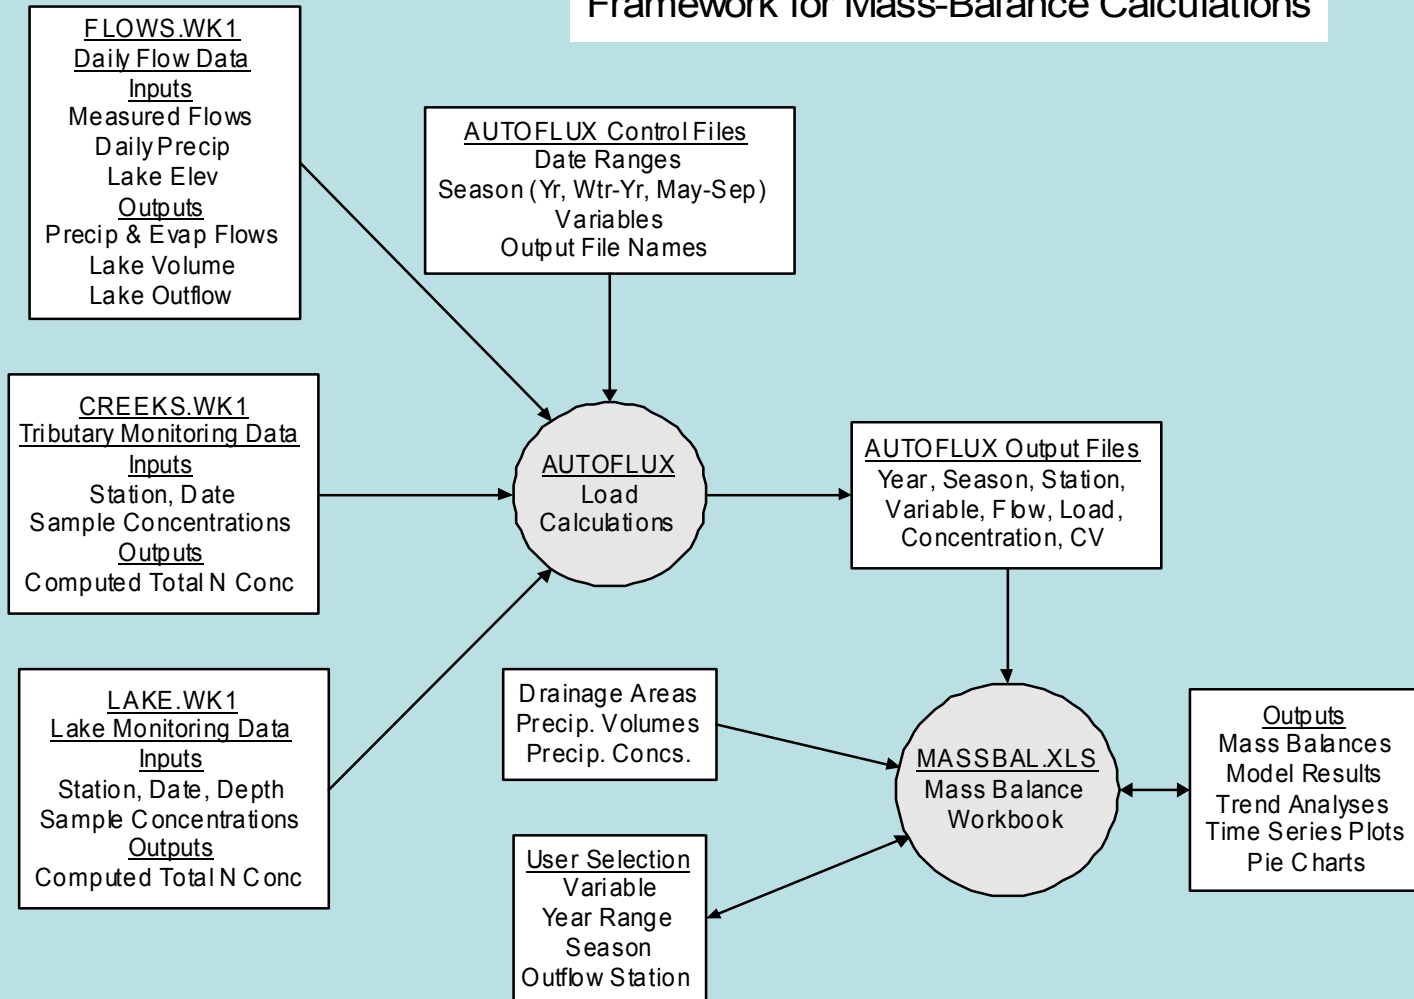 Framework for Mass-Balance Calculations
FLOWS.WK1
Daily Flow Data
Inputs
Measured Flows
Daily Precip
Lake Elev
Outputs
Precip & Evap Flows
Lake Volume
Lake Outflow
AUTOFLUX Control Files
Date Ranges
Season (Yr, Wtr-Yr, May-Sep)
Variables
Output File Names
CREEKS.WK1
Tributary Monitoring Data
Inputs
Station, Date
Sample Concentrations
Outputs
Computed Total N Conc
AUTOFLUX
Load
Calculations
AUTOFLUX Output Files
Year, Season, Station,
Variable, Flow, Load,
Concentration, CV
LAKE.WK1
Lake Monitoring Data
Inputs
Station, Date, Depth
Sample Concentrations
Outputs
Computed Total N Conc
Drainage Areas
Precip. Volumes
Precip. Concs.
MASSBAL.XLS
Mass Balance
Workbook
Outputs
Mass Balances
Model Results
Trend Analyses
Time Series Plots
Pie Charts
User Selection
Variable
Year Range
Season
Outflow Station